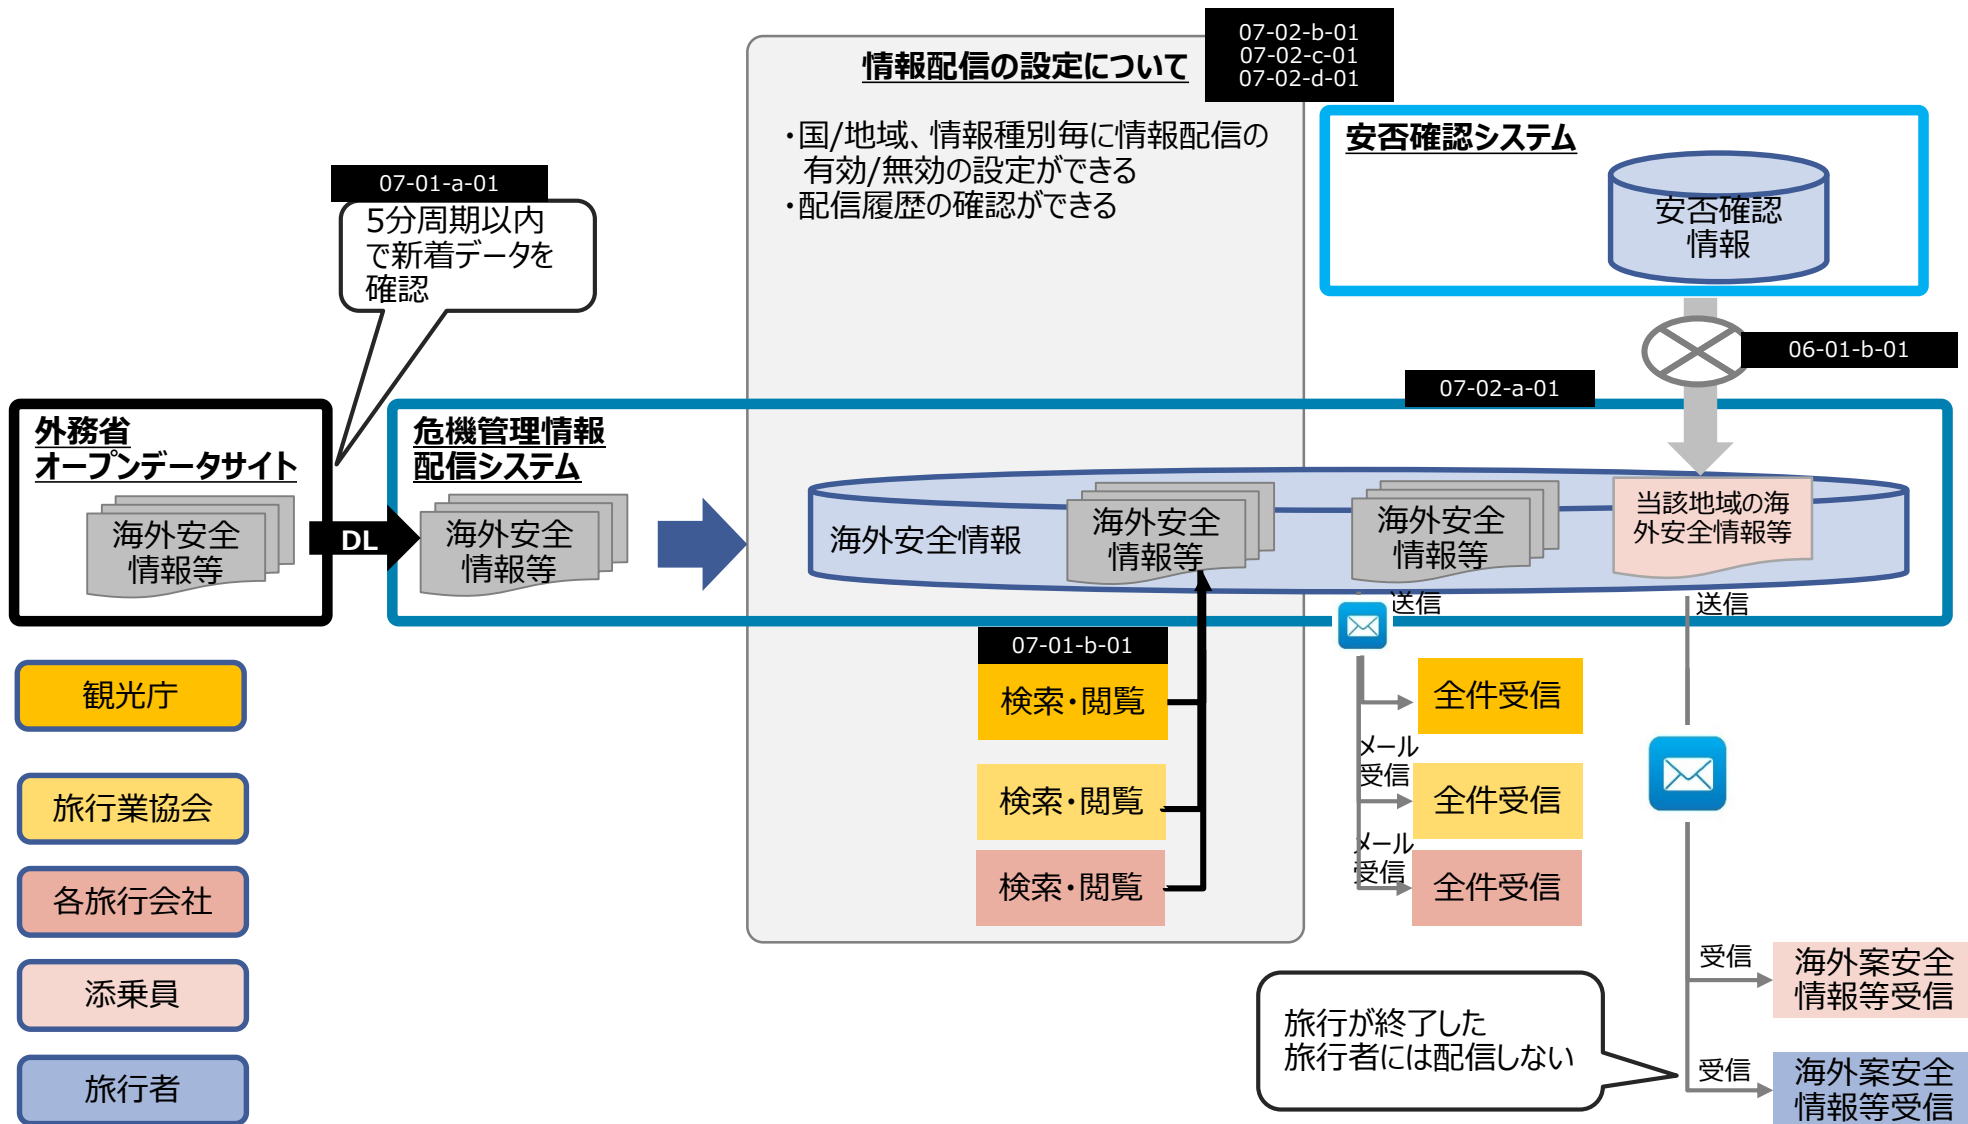 07-02-b-01
07-02-c-01
07-02-d-01
情報配信の設定について
・国/地域、情報種別毎に情報配信の
有効/無効の設定ができる
・配信履歴の確認ができる
安否確認システム
安否確認
情報
07-01-a-01
5分周期以内
で新着データを
確認
06-01-b-01
07-02-a-01
外務省
オープンデータサイト
海外安全
情報等
DL
危機管理情報
配信システム
海外安全
情報等
海外安全情報
海外安全
情報等
海外安全
情報等
当該地域の海
外安全情報等
送信
送信
07-01-b-01
検索・閲覧
検索・閲覧
検索・閲覧
全件受信
メール
受信
全件受信
メール
受信
全件受信
観光庁
旅行業協会
各旅行会社
添乗員
旅行者
受信
海外案安全
情報等受信
旅行が終了した
旅行者には配信しない
受信
海外案安全
情報等受信